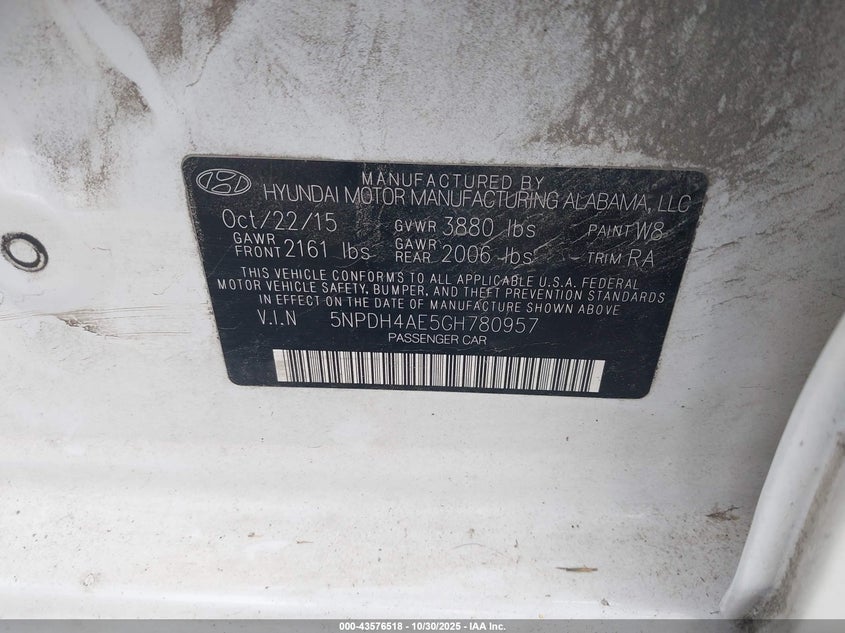 MANUFACTURED BY
HYUNDAI MOTOR MANUFACTURING ALABAMA, LLC
Oct/22/15 GVWR 3880 lbs PAINT W8
GAWR FRONT 2161 lbs GAWR REAR 2006 lbs TRIM RA
THIS VEHICLE CONFORMS TO ALL APPLICABLE U.S.A. FEDERAL
MOTOR VEHICLE SAFETY, BUMPER, AND THEFT PREVENTION STANDARDS
IN EFFECT ON THE DATE OF MANUFACTURE SHOWN ABOVE
V.I.N 5NPDH4AE5GH780957
PASSENGER CAR
000-43576518 - 10/30/2025 - IAA Inc.